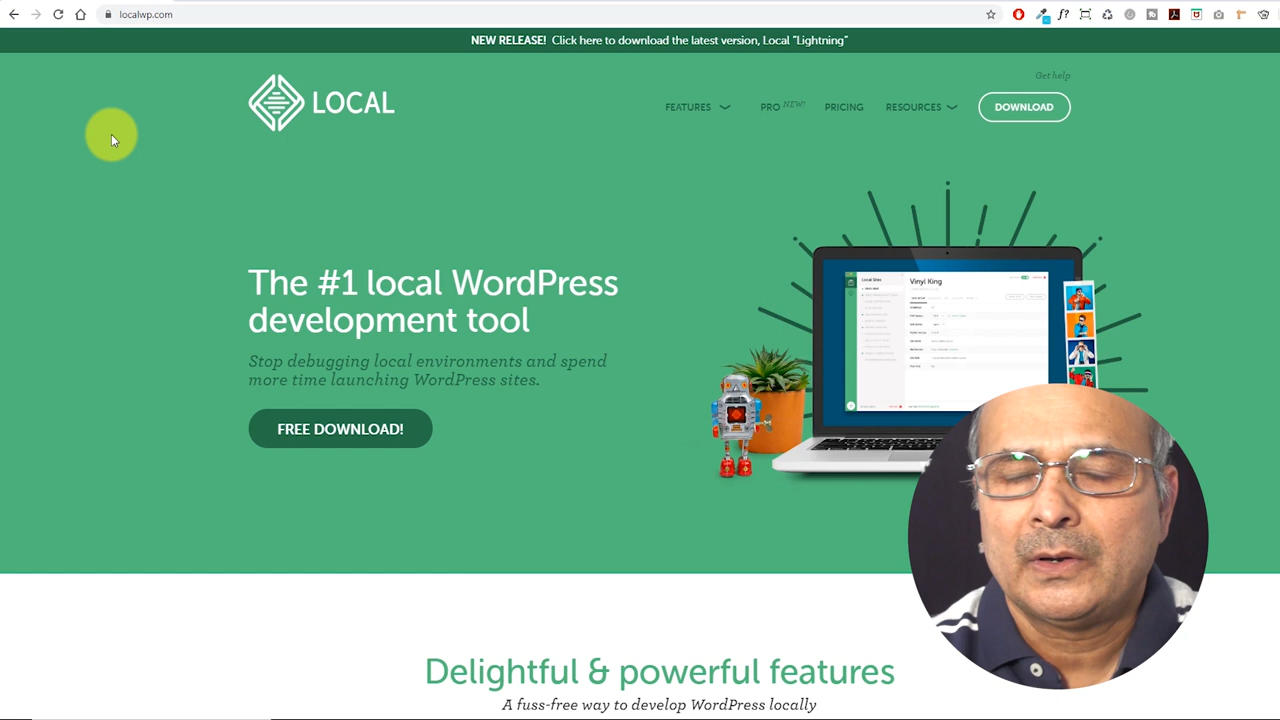 localwp.com
NEW RELEASE! Click here to download the latest version, Local "Lightning"
Get help
LOCAL
FEATURES
PRO NEW!
PRICING
RESOURCES
DOWNLOAD
The #1 local WordPress
development tool
Stop debugging local environments and spend
more time launching WordPress sites.
FREE DOWNLOAD!
Local Sites
Vinyl King
Delightful & powerful features
A fuss-free way to develop WordPress locally